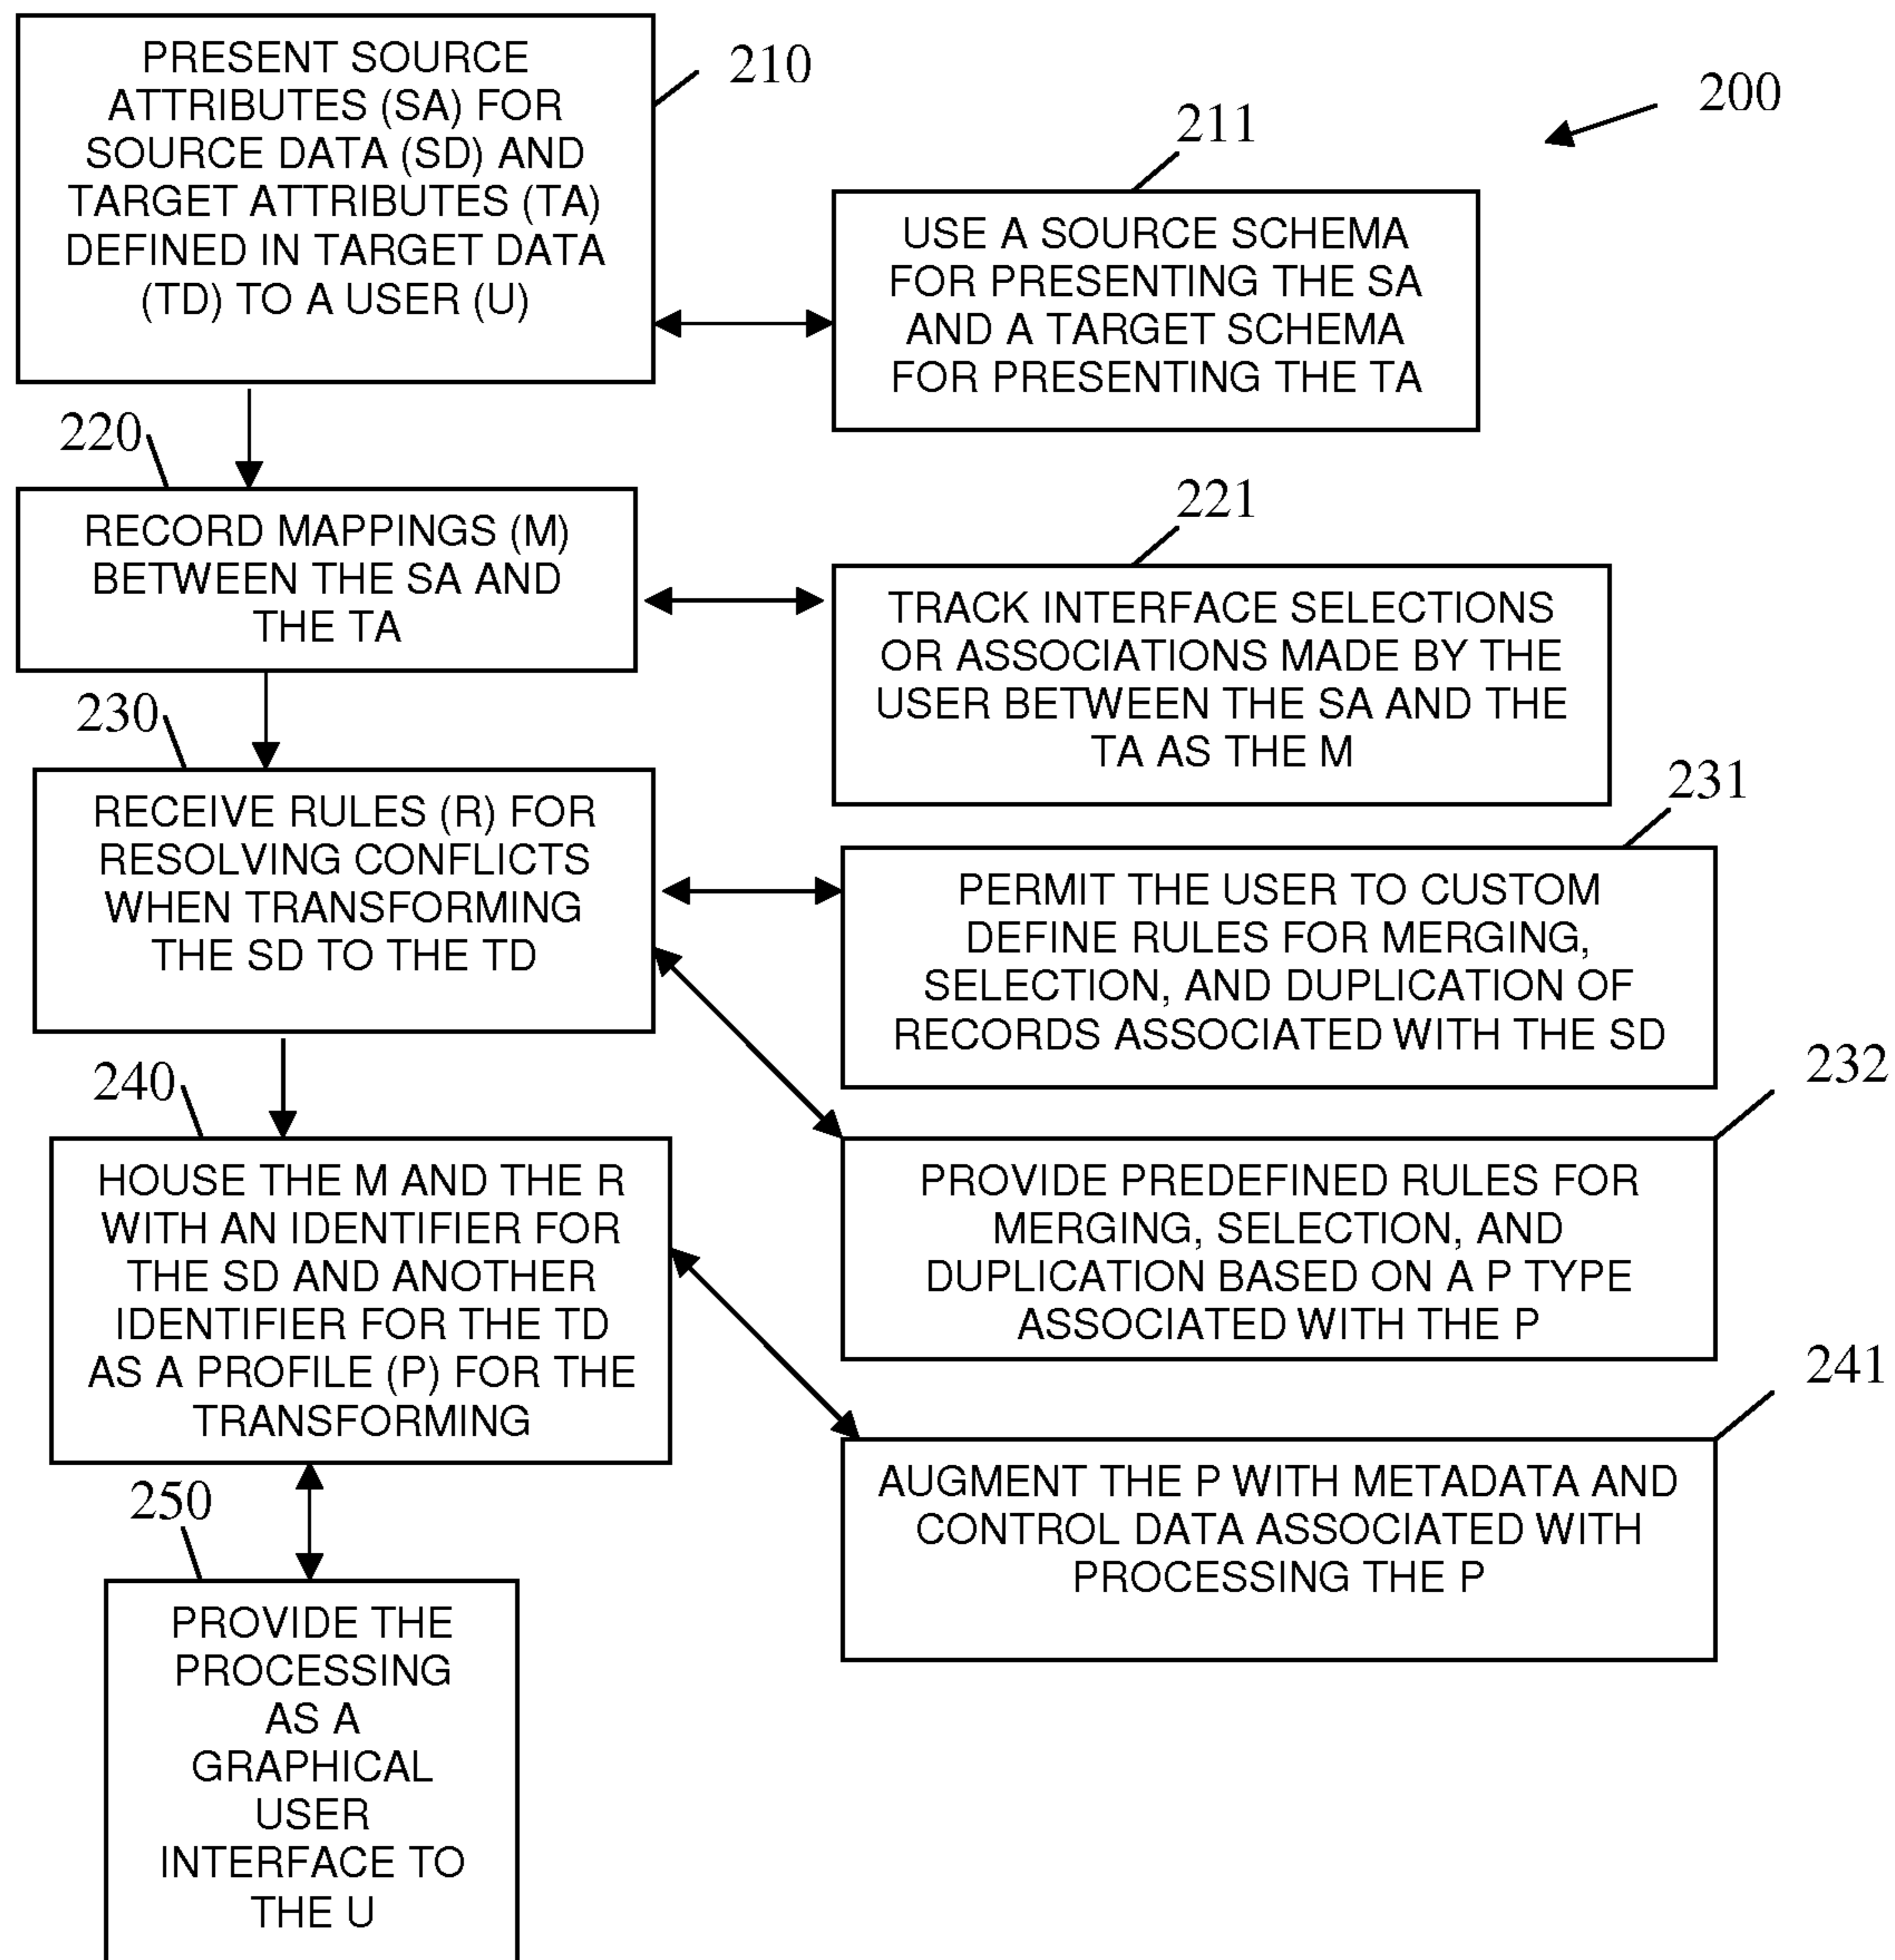 PRESENT SOURCE
ATTRIBUTES (SA) FOR
SOURCE DATA (SD) AND
TARGET ATTRIBUTES (TA)
DEFINED IN TARGET DATA
(TD) TO A USER (U)
210
200
211
USE A SOURCE SCHEMA
FOR PRESENTING THE SA
AND A TARGET SCHEMA
FOR PRESENTING THE TA
220
RECORD MAPPINGS (M)
BETWEEN THE SA AND
THE TA
221
TRACK INTERFACE SELECTIONS
OR ASSOCIATIONS MADE BY THE
USER BETWEEN THE SA AND THE
TA AS THE M
230
RECEIVE RULES (R) FOR
RESOLVING CONFLICTS
WHEN TRANSFORMING
THE SD TO THE TD
231
PERMIT THE USER TO CUSTOM
DEFINE RULES FOR MERGING,
SELECTION, AND DUPLICATION OF
RECORDS ASSOCIATED WITH THE SD
232
PROVIDE PREDEFINED RULES FOR
MERGING, SELECTION, AND
DUPLICATION BASED ON A P TYPE
ASSOCIATED WITH THE P
240
HOUSE THE M AND THE R
WITH AN IDENTIFIER FOR
THE SD AND ANOTHER
IDENTIFIER FOR THE TD
AS A PROFILE (P) FOR THE
TRANSFORMING
241
AUGMENT THE P WITH METADATA AND
CONTROL DATA ASSOCIATED WITH
PROCESSING THE P
250
PROVIDE THE
PROCESSING
AS A
GRAPHICAL
USER
INTERFACE TO
THE U